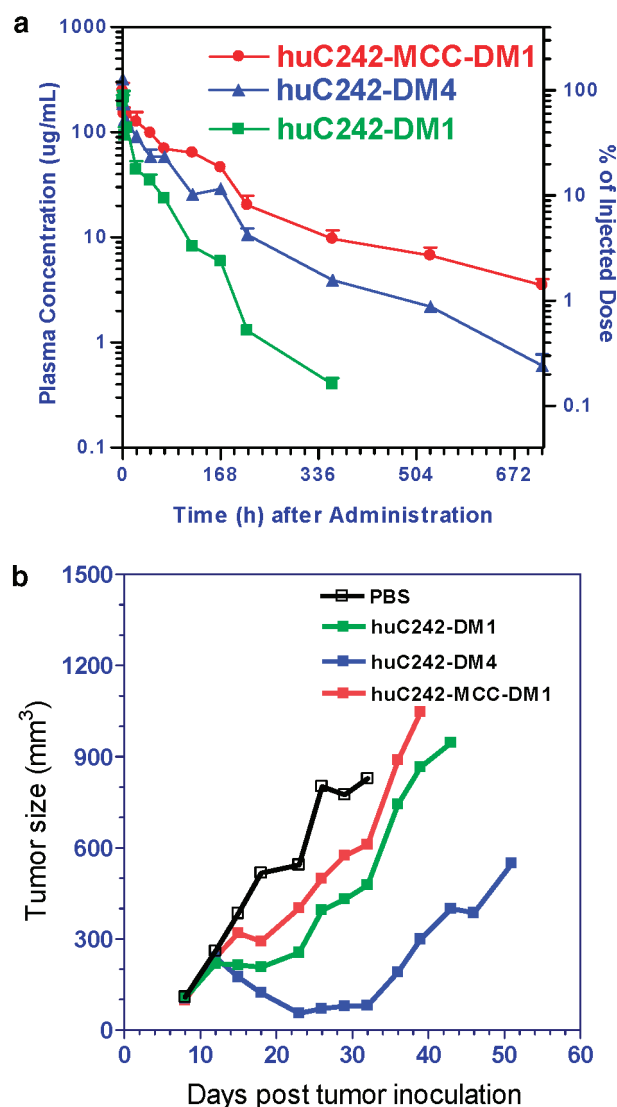 a
1000
100
10
1
0.1
Plasma Concentration (ug/mL)
huC242-MCC-DM1
huC242-DM4
huC242-DM1
100
10
1
0.1
% of Injected Dose
0
168
336
504
672
Time (h) after Administration
b
1500
1200
900
600
300
0
Tumor size (mm³)
PBS
huC242-DM1
huC242-DM4
huC242-MCC-DM1
0
10
20
30
40
50
60
Days post tumor inoculation